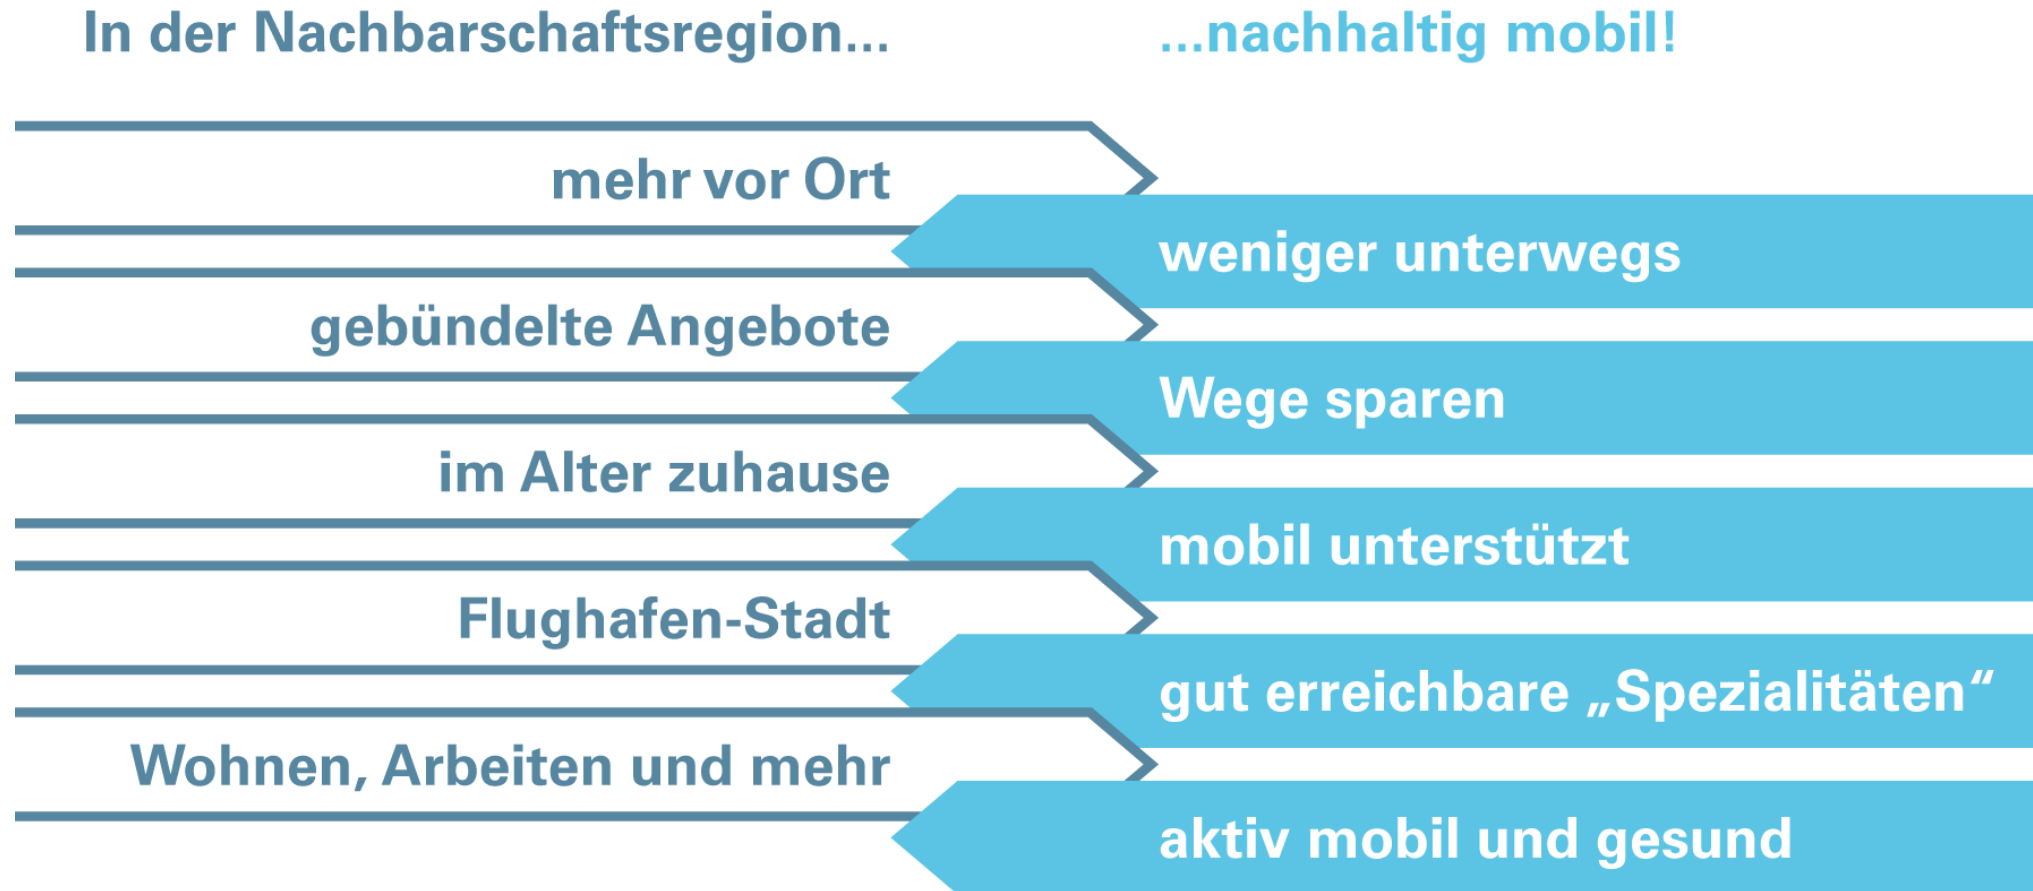 In der Nachbarschaftsregion...
...nachhaltig mobil!
mehr vor Ort
weniger unterwegs
gebündelte Angebote
Wege sparen
im Alter zuhause
mobil unterstützt
Flughafen-Stadt
gut erreichbare „Spezialitäten“
Wohnen, Arbeiten und mehr
aktiv mobil und gesund